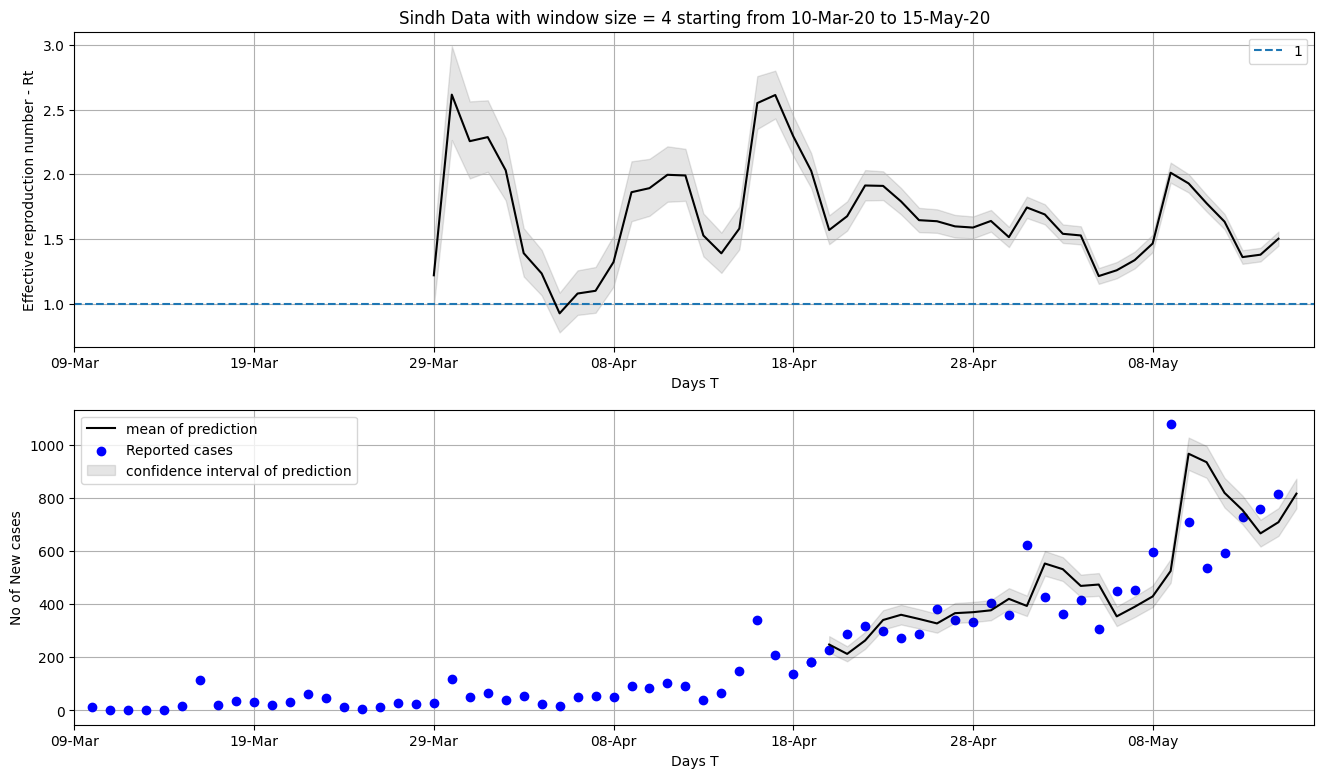 Sindh Data with window size = 4 starting from 10-Mar-20 to 15-May-20
Effective reproduction number - Rt
3.0
2.5
2.0
1.5
1.0
1
09-Mar 19-Mar 29-Mar 08-Apr 18-Apr 28-Apr 08-May
Days T
No of New cases
1000
800
600
400
200
0
mean of prediction
Reported cases
confidence interval of prediction
09-Mar 19-Mar 29-Mar 08-Apr 18-Apr 28-Apr 08-May
Days T